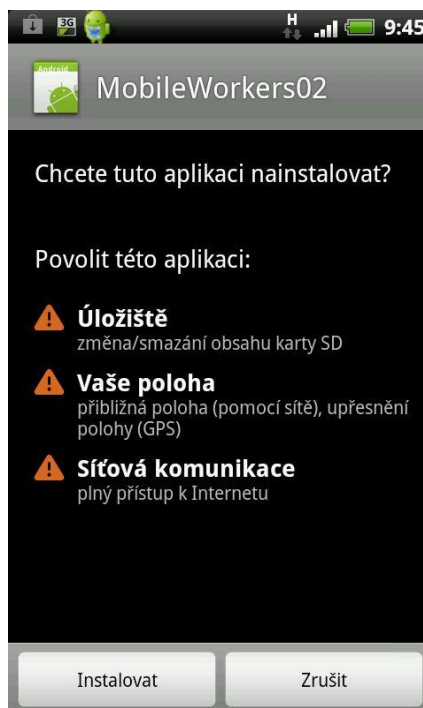 3G
H
9:45
Android
MobileWorkers02
Chcete tuto aplikaci nainstalovat?
Povolit této aplikaci:
Úložiště
změna/smazání obsahu karty SD
Vaše poloha
přibližná poloha (pomocí sítě), upřesnění
polohy (GPS)
Síťová komunikace
plný přístup k Internetu
Instalovat
Zrušit